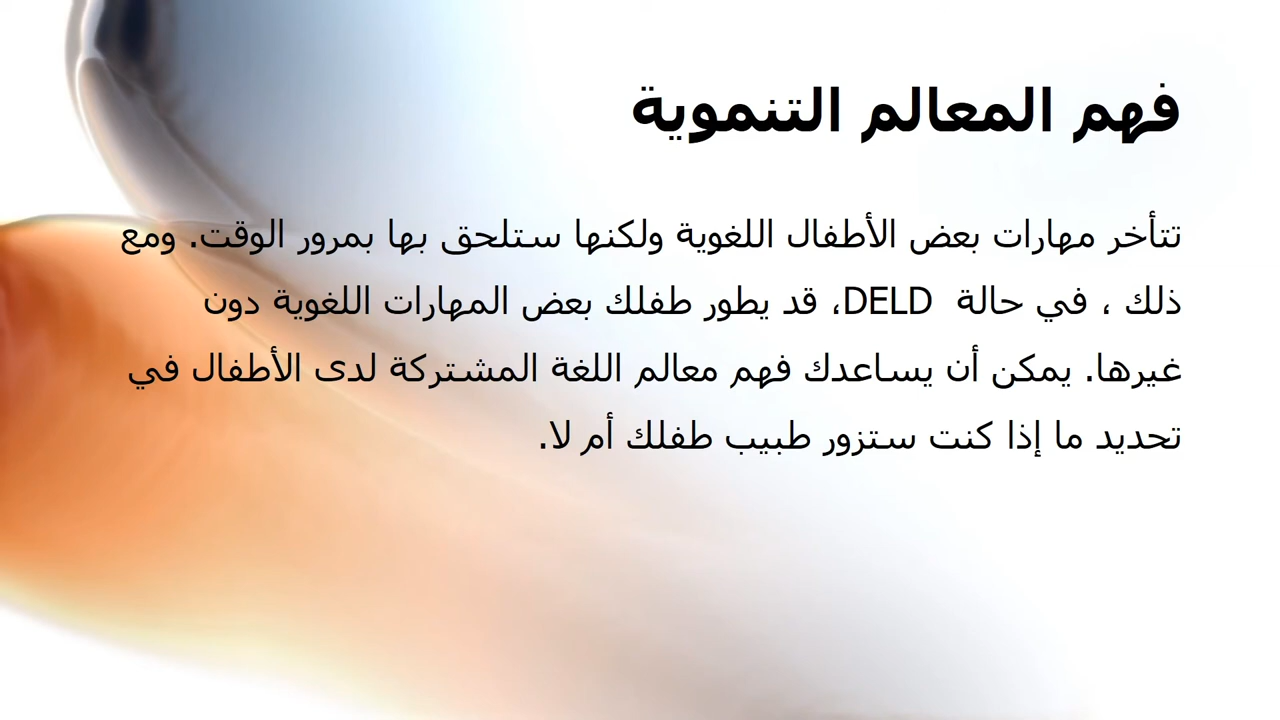 فهم المعالم التنموية
تتأخر مهارات بعض الأطفال اللغوية ولكنها ستلحق بها بمرور الوقت. ومع
ذلك ، في حالة DELD، قد يطور طفلك بعض المهارات اللغوية دون
غيرها. يمكن أن يساعدك فهم معالم اللغة المشتركة لدى الأطفال في
تحديد ما إذا كنت ستزور طبيب طفلك أم لا.